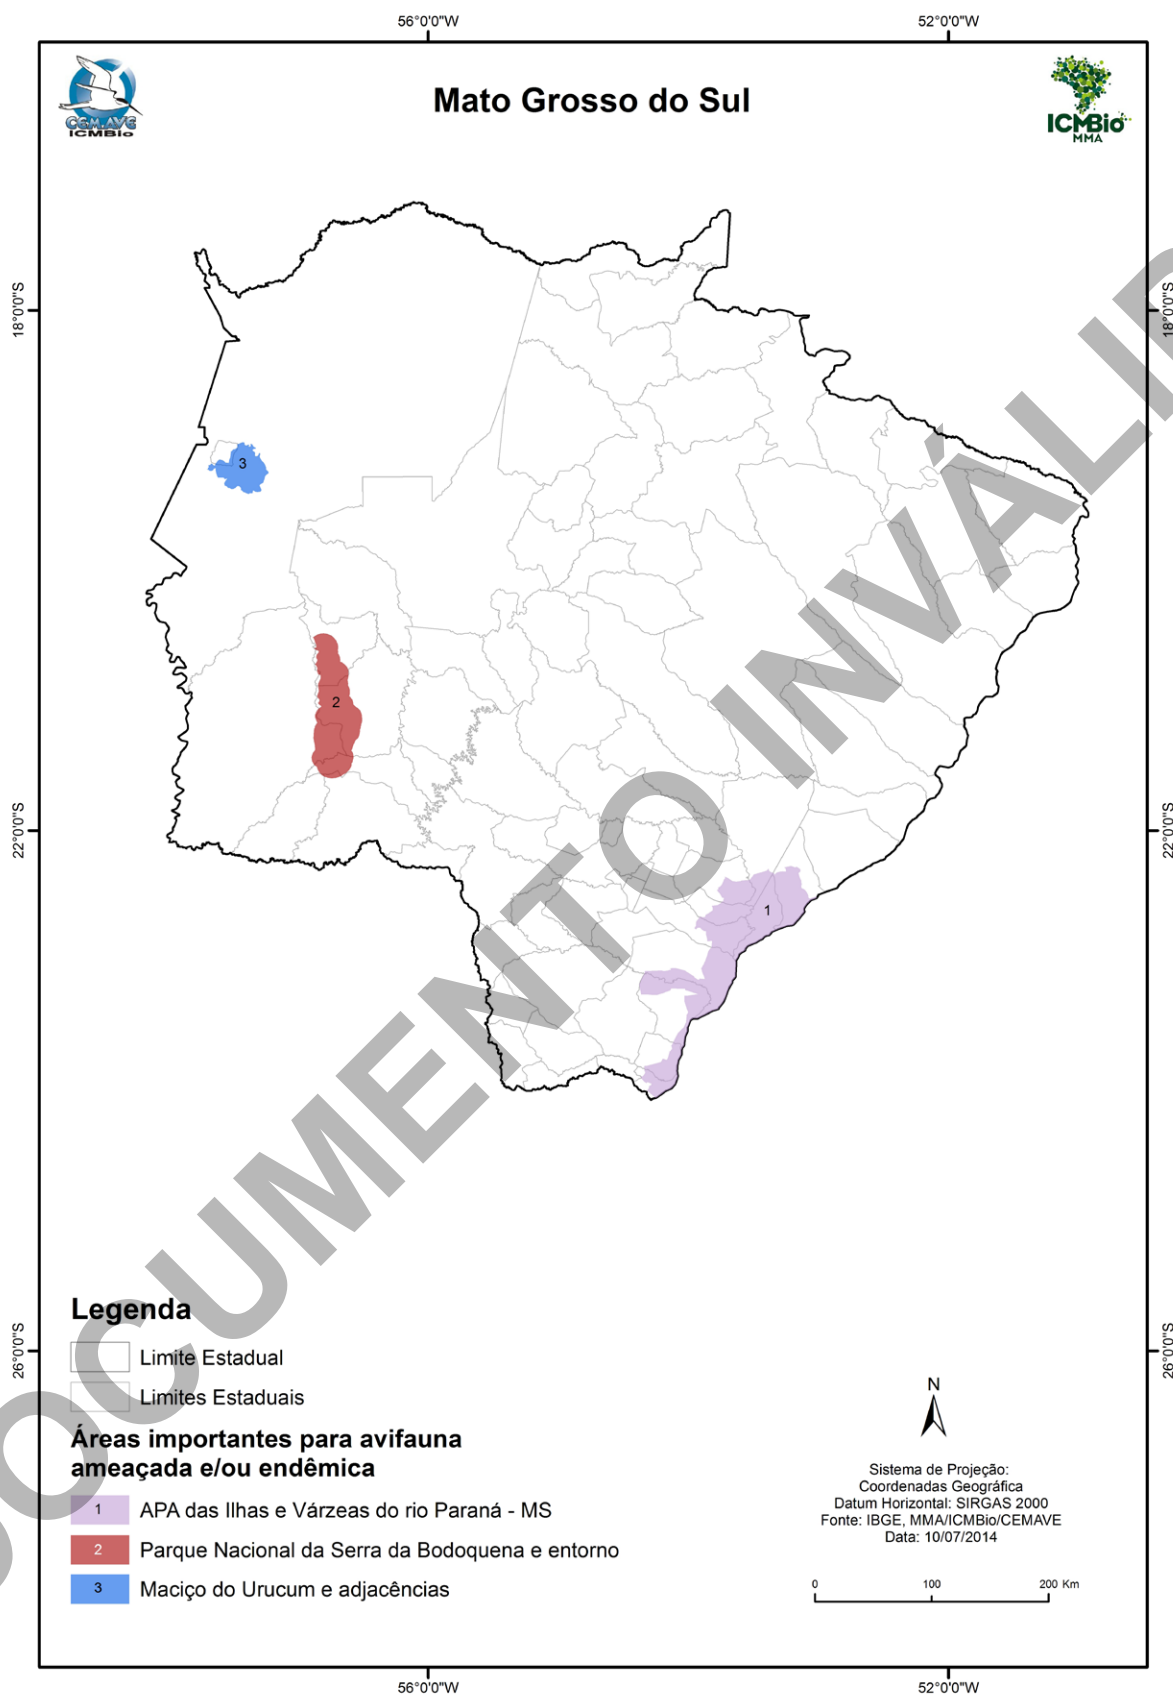 56°0'0"W
52°0'0"W
CEMAVE
ICMBio
Mato Grosso do Sul
ICMBio
MMA
18°0'0"S
18°0'0"S
3
2
22°0'0"S
22°0'0"S
1
DOCUMENTO INVÁLID
Legenda
Limite Estadual
26°0'0"S
26°0'0"S
Limites Estaduais
Áreas importantes para avifauna
ameaçada e/ou endêmica
1 APA das Ilhas e Várzeas do rio Paraná - MS
2 Parque Nacional da Serra da Bodoquena e entorno
3 Maciço do Urucum e adjacências
N
Sistema de Projeção:
Coordenadas Geográfica
Datum Horizontal: SIRGAS 2000
Fonte: IBGE, MMA/ICMBio/CEMAVE
Data: 10/07/2014
0 100 200 Km
56°0'0"W
52°0'0"W